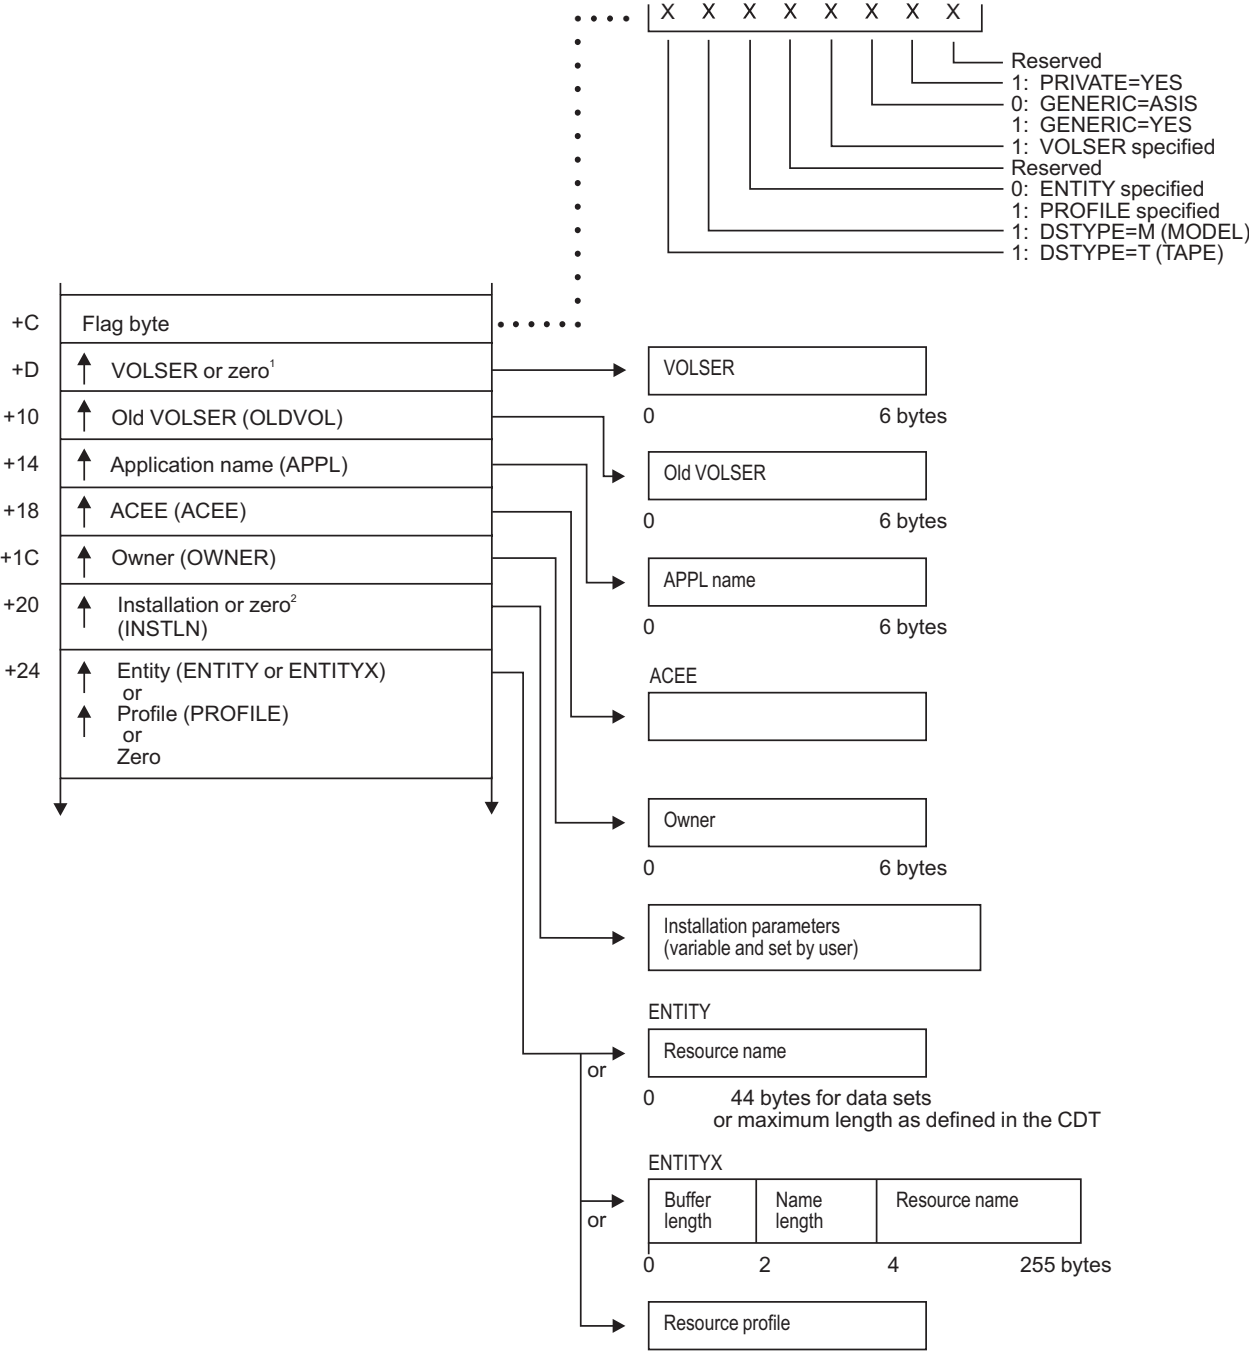 X X X X X X X X
Reserved
1: PRIVATE=YES
0: GENERIC=ASIS
1: GENERIC=YES
1: VOLSER specified
Reserved
0: ENTITY specified
1: PROFILE specified
1: DSTYPE=M (MODEL)
1: DSTYPE=T (TAPE)
+C Flag byte
+D VOLSER or zero¹
+10 Old VOLSER (OLDVOL)
+14 Application name (APPL)
+18 ACEE (ACEE)
+1C Owner (OWNER)
+20 Installation or zero²
(INSTLN)
+24 Entity (ENTITY or ENTITYX)
or
Profile (PROFILE)
or
Zero
VOLSER
0 6 bytes
Old VOLSER
0 6 bytes
APPL name
0 6 bytes
ACEE
Owner
0 6 bytes
Installation parameters
(variable and set by user)
ENTITY
Resource name
or
0 44 bytes for data sets
or maximum length as defined in the CDT
ENTITYX
Buffer length
Name length
Resource name
or
0 2 4 255 bytes
Resource profile